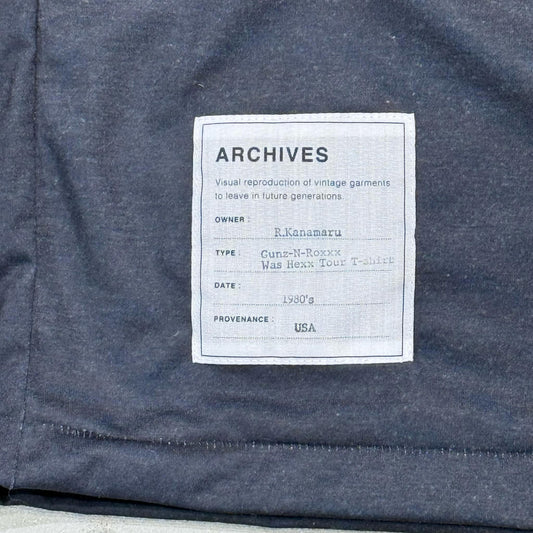 ARCHIVES
Visual reproduction of vintage garments
to leave in future generations.
OWNER :
R.Kanamaru
TYPE :
Gunz-N-Roxxx
Was Hexx Tour T-shirt
DATE :
1980's
PROVENANCE :
USA